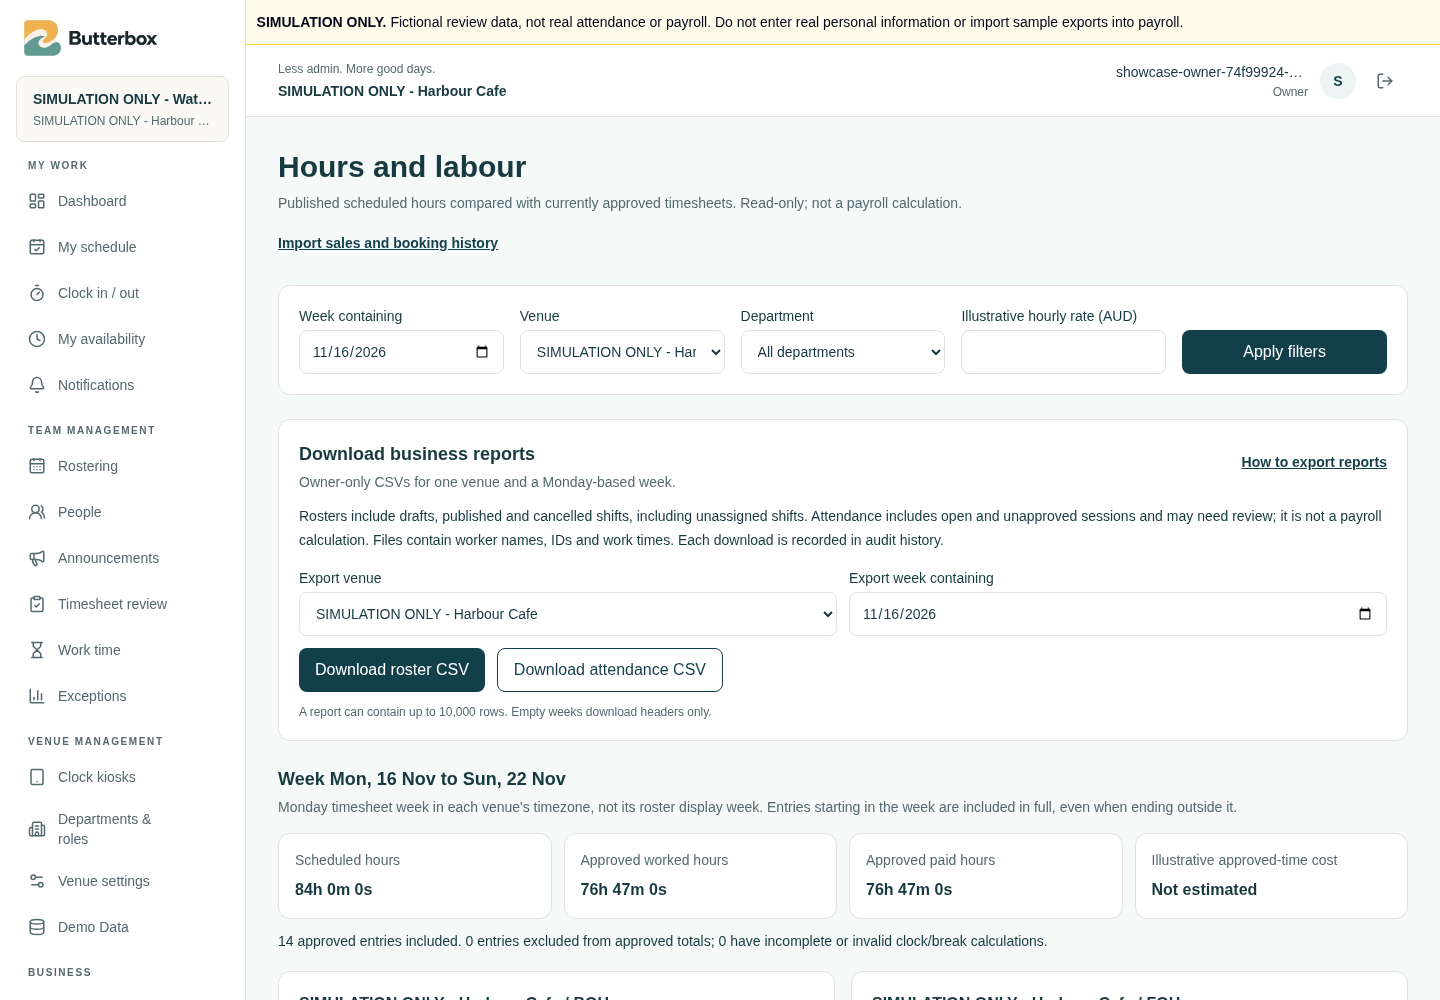 SIMULATION ONLY. Fictional review data, not real attendance or payroll. Do not enter real personal information or import sample exports into payroll.
Butterbox
SIMULATION ONLY - Wat...
SIMULATION ONLY - Harbour ...
MY WORK
Dashboard
My schedule
Clock in / out
My availability
Notifications
TEAM MANAGEMENT
Rostering
People
Announcements
Timesheet review
Work time
Exceptions
VENUE MANAGEMENT
Clock kiosks
Departments &
roles
Venue settings
Demo Data
BUSINESS
Less admin. More good days.
SIMULATION ONLY - Harbour Cafe
showcase-owner-74f99924-...
Owner
S
Hours and labour
Published scheduled hours compared with currently approved timesheets. Read-only; not a payroll calculation.
Import sales and booking history
Week containing
11/16/2026
Venue
SIMULATION ONLY - Har
Department
All departments
Illustrative hourly rate (AUD)
Apply filters
Download business reports
Owner-only CSVs for one venue and a Monday-based week.
How to export reports
Rosters include drafts, published and cancelled shifts, including unassigned shifts. Attendance includes open and unapproved sessions and may need review; it is not a payroll
calculation. Files contain worker names, IDs and work times. Each download is recorded in audit history.
Export venue
SIMULATION ONLY - Harbour Cafe
Export week containing
11/16/2026
Download roster CSV
Download attendance CSV
A report can contain up to 10,000 rows. Empty weeks download headers only.
Week Mon, 16 Nov to Sun, 22 Nov
Monday timesheet week in each venue's timezone, not its roster display week. Entries starting in the week are included in full, even when ending outside it.
Scheduled hours
84h 0m 0s
Approved worked hours
76h 47m 0s
Approved paid hours
76h 47m 0s
Illustrative approved-time cost
Not estimated
14 approved entries included. 0 entries excluded from approved totals; 0 have incomplete or invalid clock/break calculations.